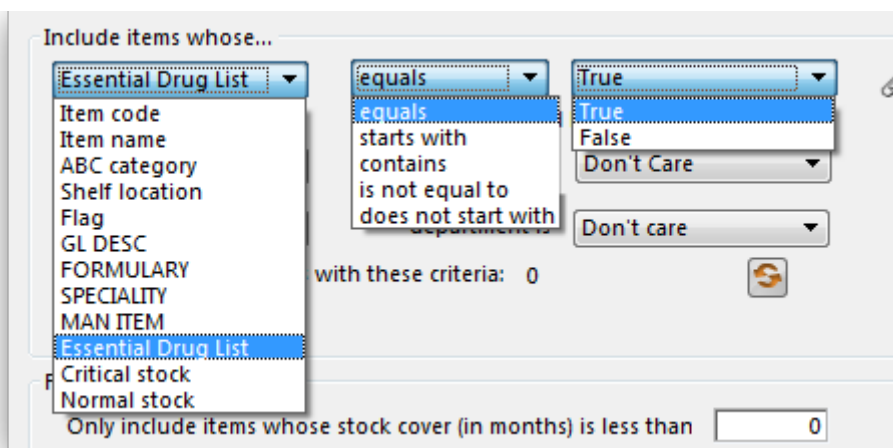 Include items whose...
Essential Drug List equals True
Item code
Item name
ABC category
Shelf location
Flag
GL DESC
FORMULARY
SPECIALITY
MAN ITEM
Essential Drug List
Critical stock
Normal stock
equals
starts with
contains
is not equal to
does not start with
True
False
Don't Care
department is Don't care
with these criteria: 0
Only include items whose stock cover (in months) is less than 0